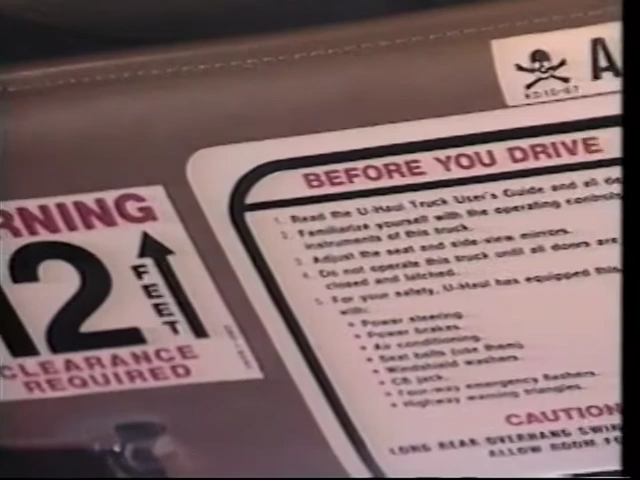 A
RNING
12
FEET
CLEARANCE
REQUIRED
BEFORE YOU DRIVE
1. Read the U-Haul Truck User's Guide and all de
2. Familiarize yourself with the operating controls
instruments of this truck.
3. Adjust the seat and side-view mirrors.
4. Do not operate this truck until all doors are
closed and latched.
5. For your safety, U-Haul has equipped this
with:
• Power steering.
• Power brakes.
• Air conditioning.
• Seat belts (use them).
• Windshield washers.
• CB jack.
• Four-way emergency flashers.
• Highway warning triangles.
CAUTION
LONG REAR OVERHANG SWIN
ALLOW ROOM FO